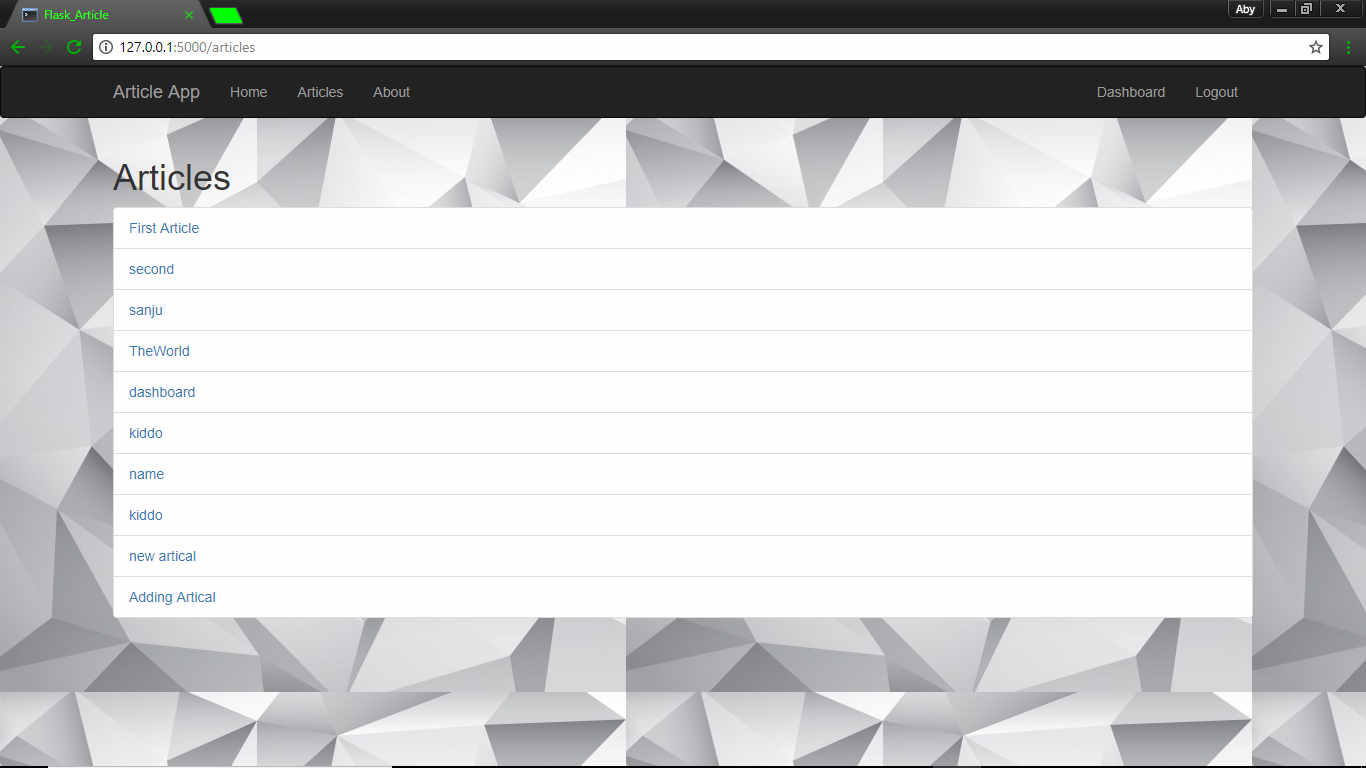 Flask_Article
Aby
127.0.0.1:5000/articles
Article App Home Articles About Dashboard Logout
Articles
First Article
second
sanju
TheWorld
dashboard
kiddo
name
kiddo
new artical
Adding Artical